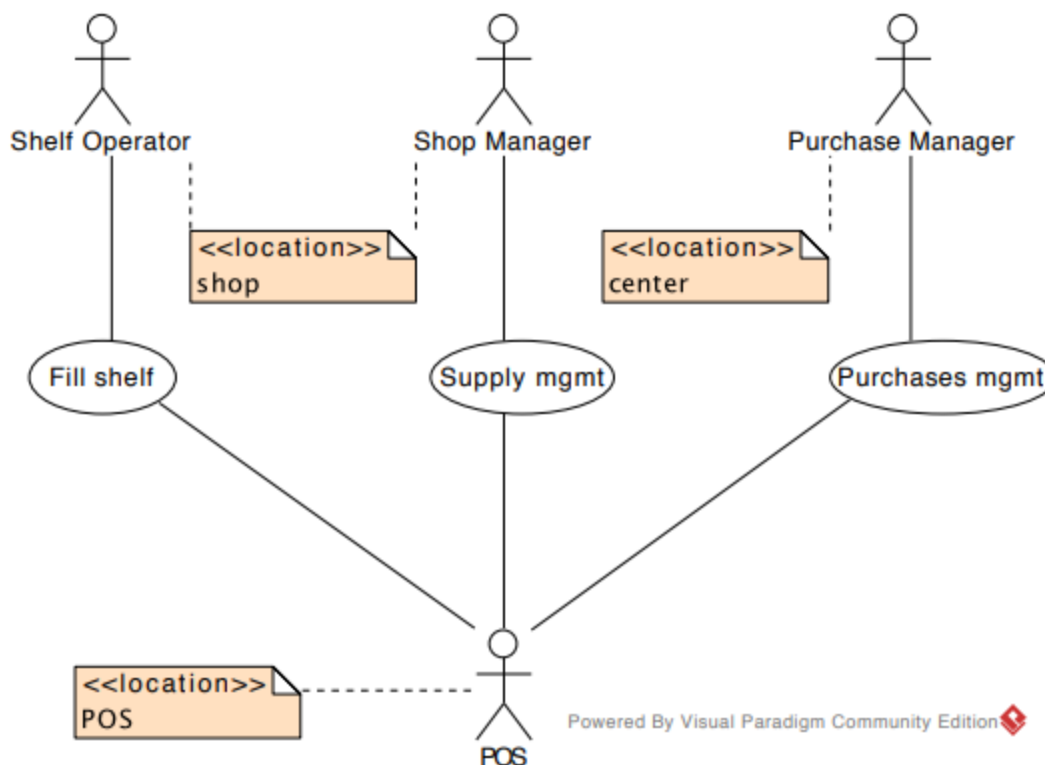 Shelf Operator
Shop Manager
Purchase Manager
<<location>>
shop
<<location>>
center
Fill shelf
Supply mgmt
Purchases mgmt
<<location>>
POS
POS
Powered By Visual Paradigm Community Edition